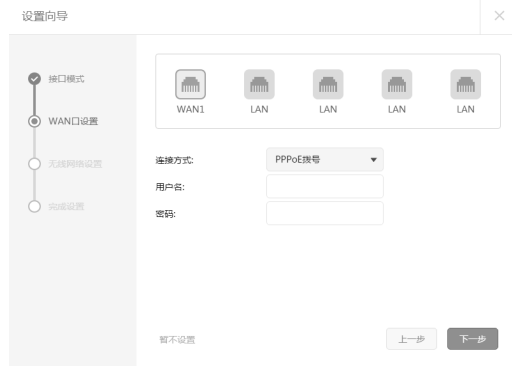 设置向导
接口模式
WAN口设置
无线网络设置
完成设置
WAN1 LAN LAN LAN LAN
连接方式: PPPoE拨号
用户名:
密码:
暂不设置 上一步 下一步